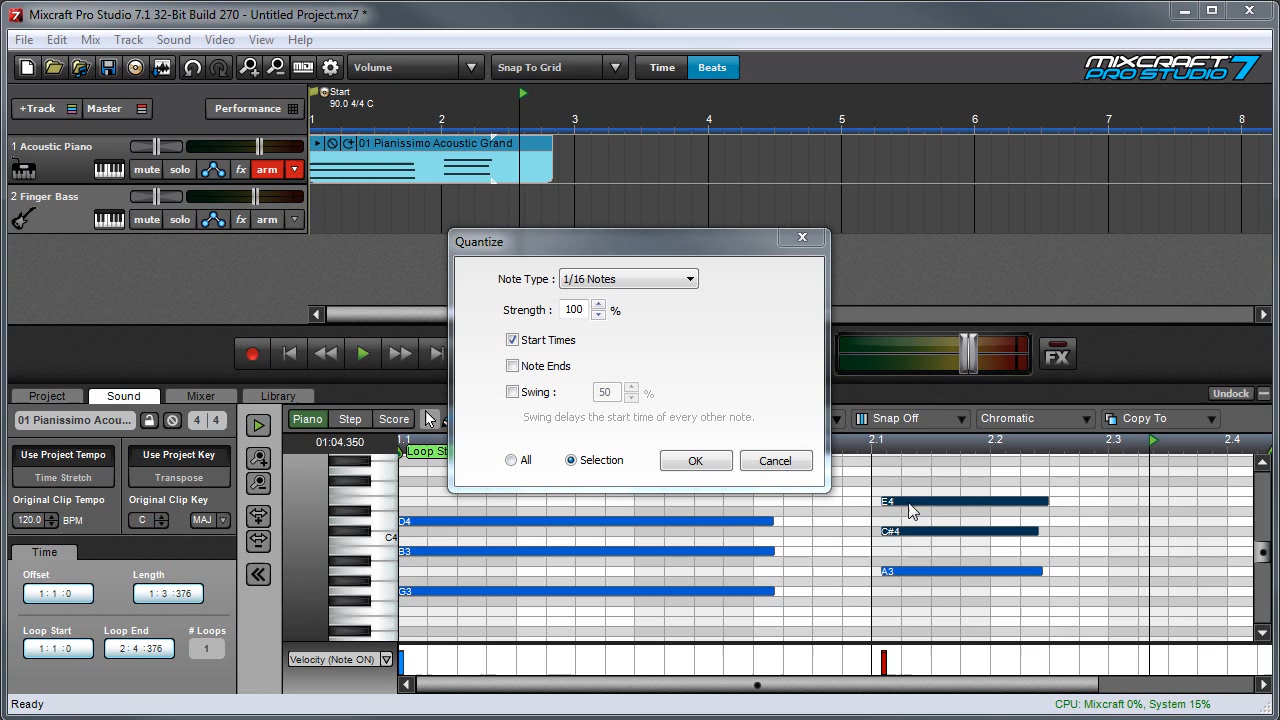 Mixcraft Pro Studio 7.1 32-Bit Build 270 - Untitled Project.mx7 *
File Edit Mix Track Sound Video View Help
Volume Snap To Grid Time Beats MIXCRAFT PRO STUDIO 7
+Track Master Performance
Start
90.0 4/4 C
1 2 3 4 5 6 7 8
1 Acoustic Piano
01 Pianissimo Acoustic Grand
mute solo fx arm
2 Finger Bass
mute solo fx arm
Quantize
Note Type : 1/16 Notes
Strength : 100 %
Start Times
Note Ends
Swing : 50 %
Swing delays the start time of every other note.
All Selection OK Cancel
FX
Project Sound Mixer Library Undock
01 Pianissimo Acou... 4 4
Piano Step Score Snap Off Chromatic Copy To
01:04.350 1.1 2.1 2.2 2.3 2.4
Loop St
Use Project Tempo Use Project Key
Time Stretch Transpose
Original Clip Tempo Original Clip Key
120.0 BPM C MAJ
Time
Offset Length
1: 1: 0 1: 3: 376
Loop Start Loop End # Loops
1: 1: 0 2: 4: 376 1
E4
D4
C#4
C4
B3
A3
G3
Velocity (Note ON)
Ready CPU: Mixcraft 0%, System 15%